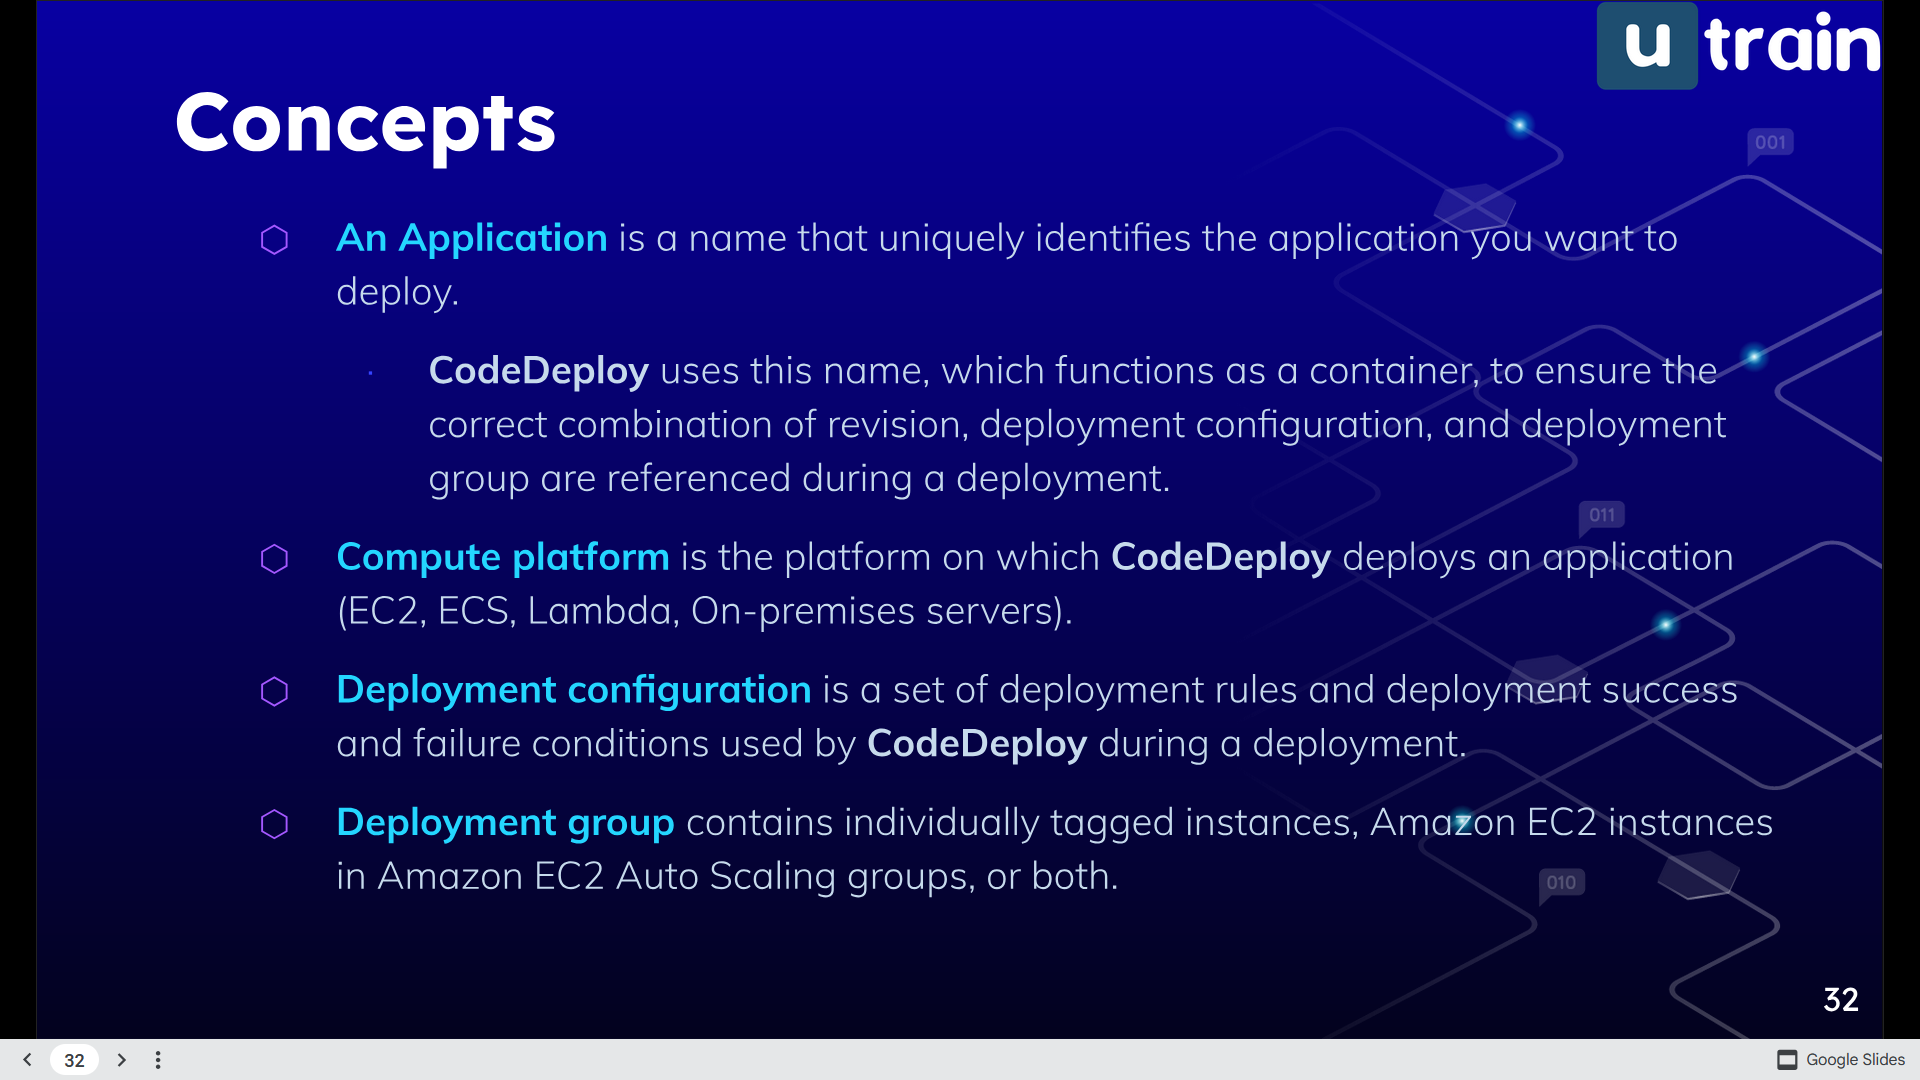 u train
Concepts
001
An Application is a name that uniquely identifies the application you want to
deploy.
CodeDeploy uses this name, which functions as a container, to ensure the
correct combination of revision, deployment configuration, and deployment
group are referenced during a deployment.
011
Compute platform is the platform on which CodeDeploy deploys an application
(EC2, ECS, Lambda, On-premises servers).
Deployment configuration is a set of deployment rules and deployment success
and failure conditions used by CodeDeploy during a deployment.
Deployment group contains individually tagged instances, Amazon EC2 instances
in Amazon EC2 Auto Scaling groups, or both.
010
32
32
Google Slides